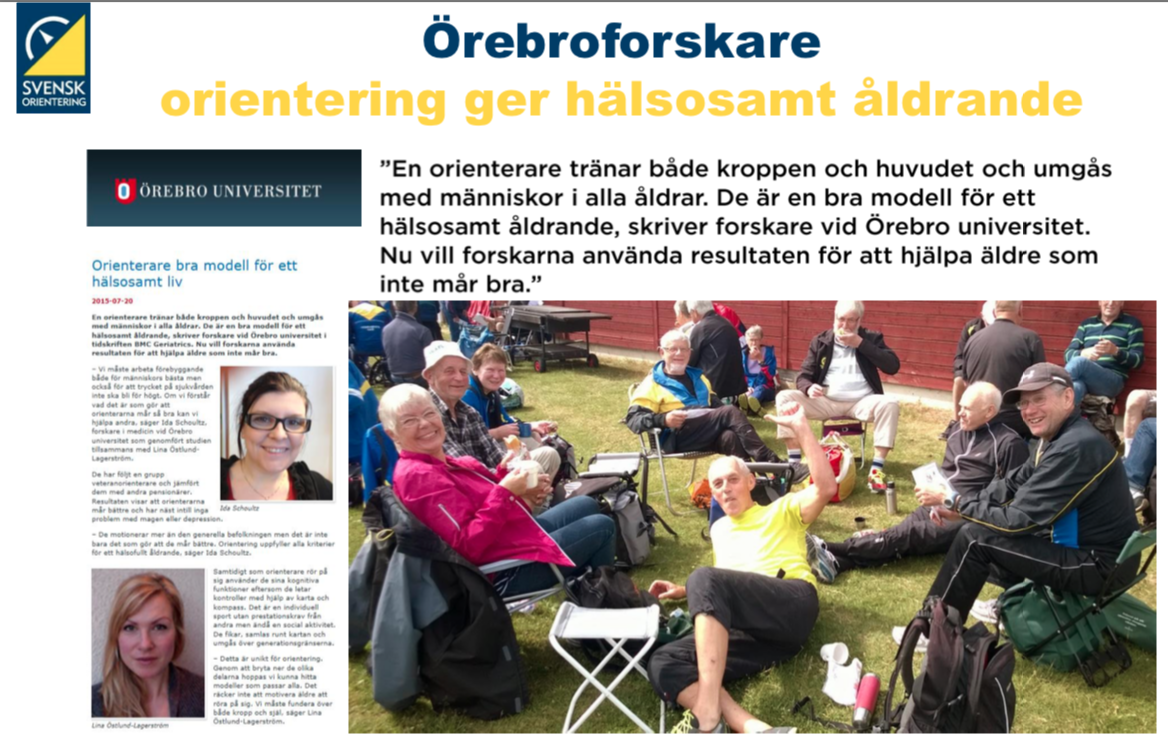 SVENSK
ORIENTERING
Örebroforskare
orientering ger hälsosamt åldrande
ÖREBRO UNIVERSITET
”En orienterare tränar både kroppen och huvudet och umgås
med människor i alla åldrar. De är en bra modell för ett
hälsosamt åldrande, skriver forskare vid Örebro universitet.
Nu vill forskarna använda resultaten för att hjälpa äldre som
inte mår bra.”
Orienterare bra modell för ett
hälsosamt liv
2015-07-20
En orienterare tränar både kroppen och huvudet och umgås
med människor i alla åldrar. De är en bra modell för ett
hälsosamt åldrande, skriver forskare vid Örebro universitet i
tidskriften BMC Geriatrics. Nu vill forskarna använda
resultaten för att hjälpa äldre som inte mår bra.
– Vi måste arbeta förebyggande
både för människors bästa men
också för att trycket på sjukvården
inte ska bli för högt. Om vi förstår
vad det är som gör att
orienterarna mår så bra kan vi
hjälpa andra, säger Ida Schoultz,
forskare i medicin vid Örebro
universitet som genomfört studien
tillsammans med Lina Östlund-
Lagerström.
De har följt en grupp
veteranorienterare och jämfört
dem med andra pensionärer.
Resultaten visar att orienterarna
mår bättre och har näst intill inga
problem med magen eller depression.
Ida Schoultz
– De motionerar mer än den generella befolkningen men det är inte
bara det som gör att de mår bättre. Orientering uppfyller alla kriterier
för ett hälsofullt åldrande, säger Ida Schoultz.
Samtidigt som orienterare rör på
sig använder de sina kognitiva
funktioner eftersom de letar
kontroller med hjälp av karta och
kompass. Det är en individuell
sport utan prestationskrav från
andra men ändå en social aktivitet.
De fikar, samlas runt kartan och
umgås över generationsgränserna.
– Detta är unikt för orientering.
Genom att bryta ner de olika
delarna hoppas vi kunna hitta
modeller som passar alla. Det
räcker inte att motivera äldre att
röra på sig. Vi måste fundera över
både kropp och själ, säger Lina
Östlund-Lagerström.
Lina Östlund-Lagerström